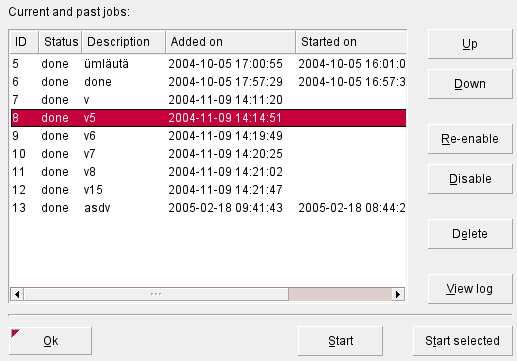 Current and past jobs:
ID Status Description Added on Started on
5 done ümläutä 2004-10-05 17:00:55 2004-10-05 16:01:0
6 done done 2004-10-05 17:57:29 2004-10-05 16:57:3
7 done v 2004-11-09 14:11:20
8 done v5 2004-11-09 14:14:51
9 done v6 2004-11-09 14:19:49
10 done v7 2004-11-09 14:20:25
11 done v8 2004-11-09 14:21:02
12 done v15 2004-11-09 14:21:47
13 done asdv 2005-02-18 09:41:43 2005-02-18 08:44:2
Up
Down
Re-enable
Disable
Delete
View log
Ok
Start
Start selected